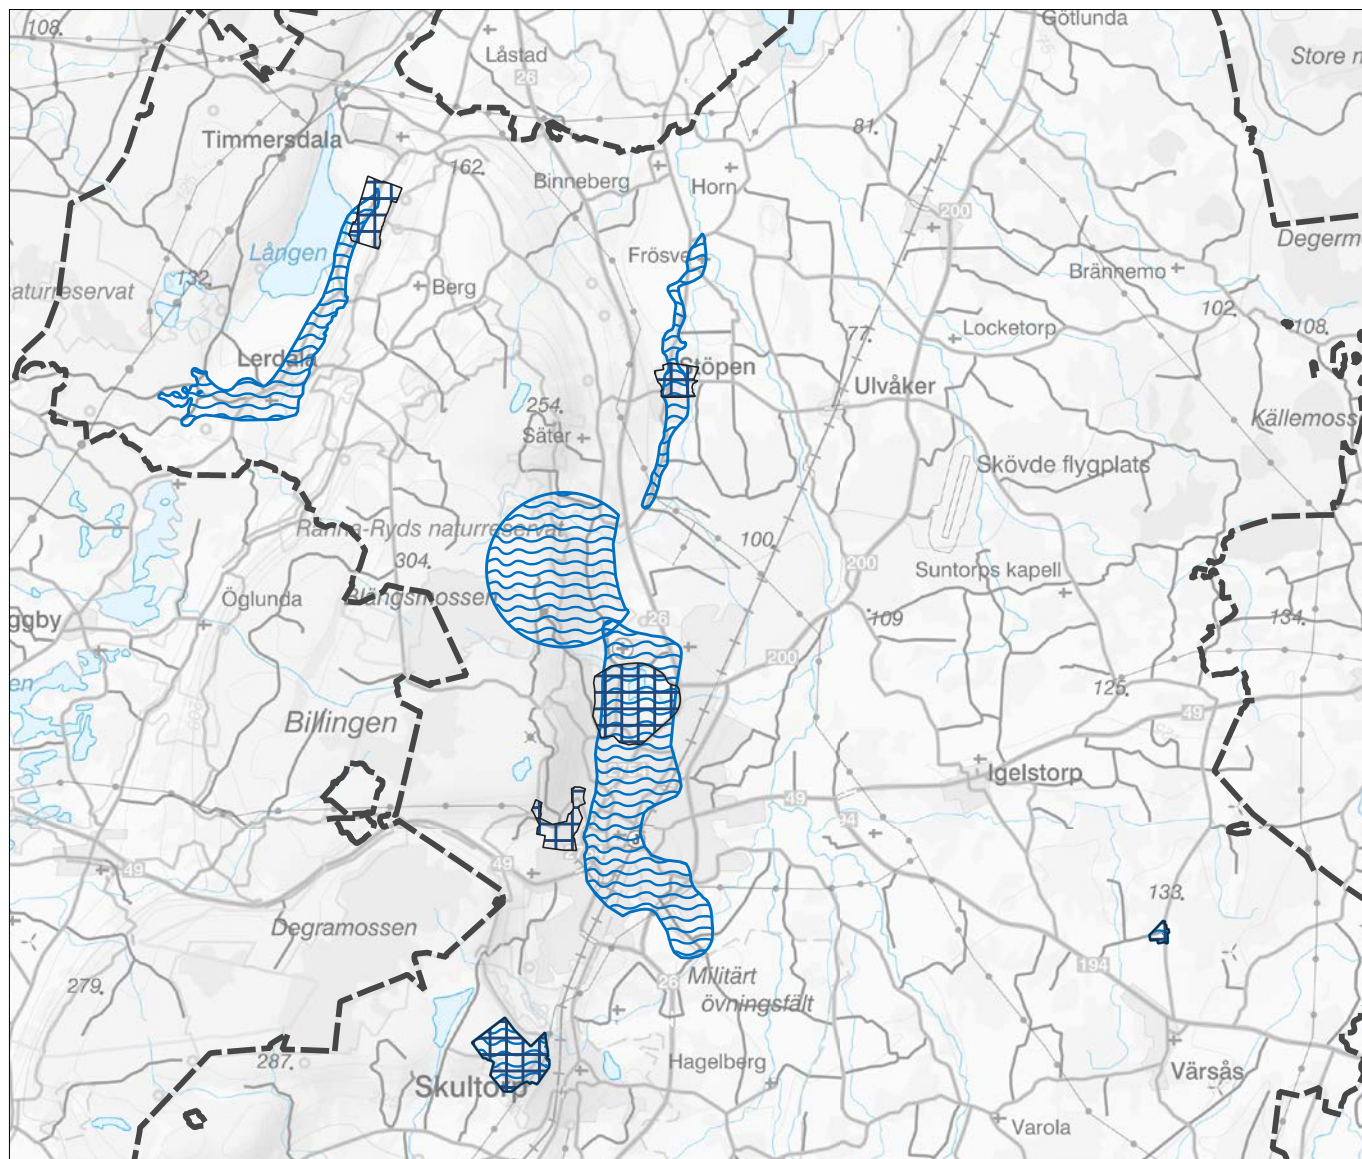 Götlunda
108.
Låstad
26
Store m
Timmersdala
81.
162.
Binneberg
Horn
200
Degerm
Lången
Frösve
132.
Brännemo
aturreservat
Berg
102.
108.
77.
Locketorp
Lerdala
Stöpen
Ulvåker
254.
Källemoss
Säter
Skövde flygplats
Ranna-Ryds naturreservat
100.
304.
200
Suntorps kapell
Öglunda
Blängsmossen
26
109
134.
ggby
200
en
125.
49
Billingen
Igelstorp
49
194
49
49
133.
Degramossen
194
279.
26
Militärt
övningsfält
287.
Hagelberg
Skultorp
Värsås
Varola